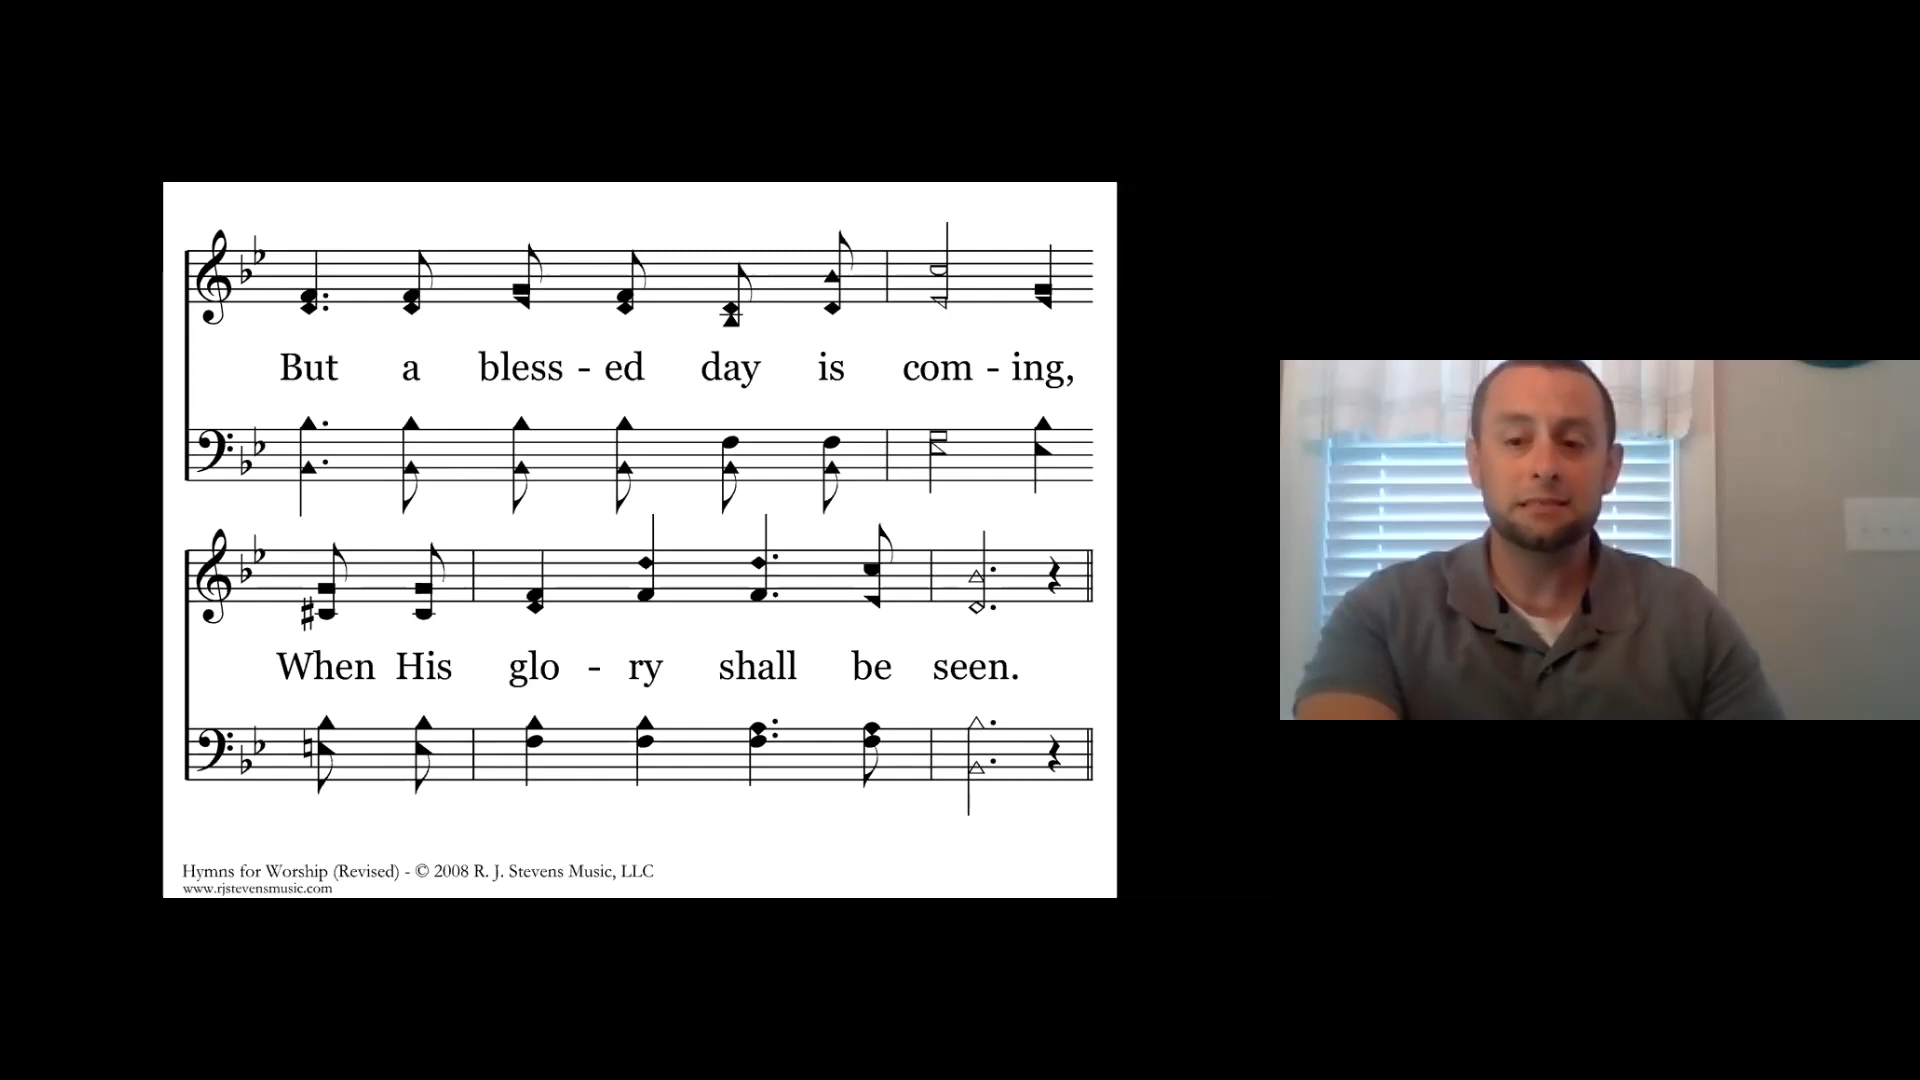 But a bless - ed day is com - ing,
When His glo - ry shall be seen.
Hymns for Worship (Revised) - © 2008 R. J. Stevens Music, LLC
www.rjstevensmusic.com